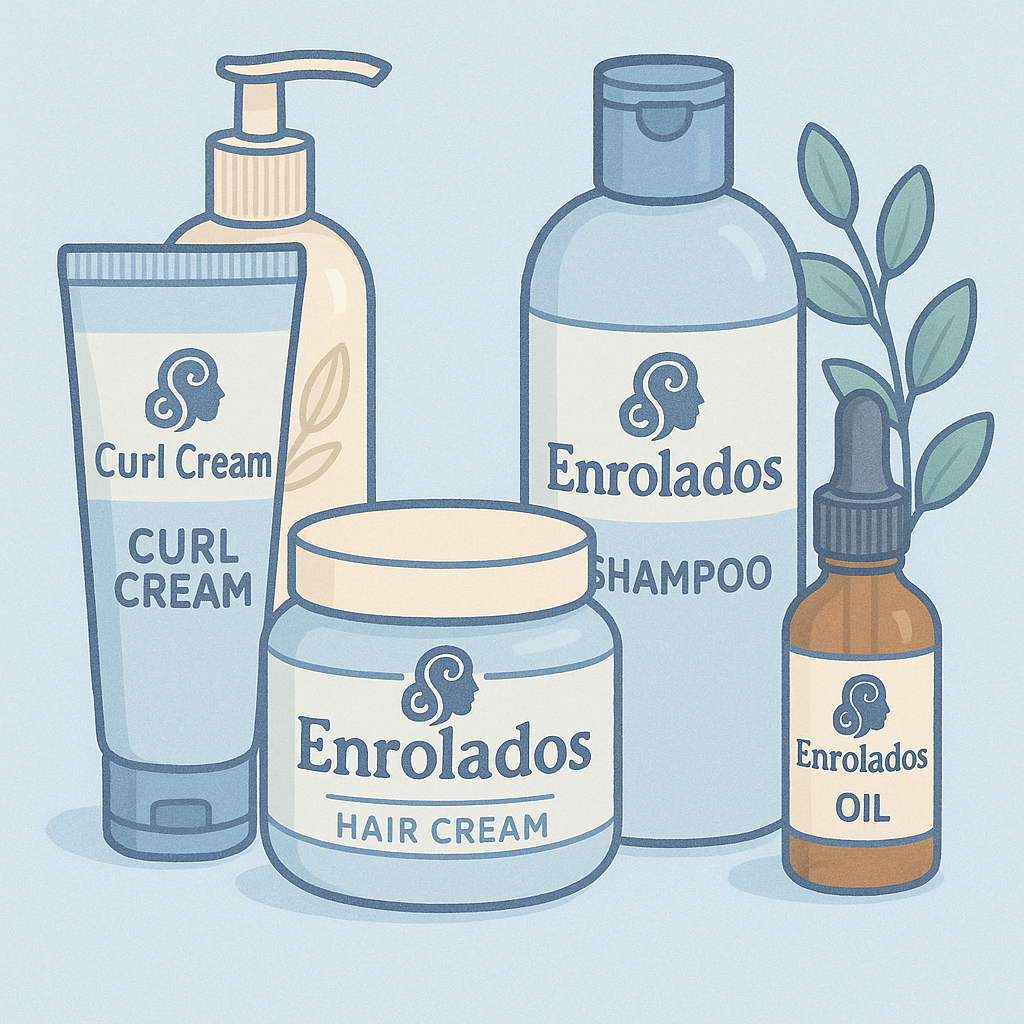 Curl Cream
CURL
CREAM
Enrolados
SHAMPOO
Enrolados
HAIR CREAM
Enrolados
OIL